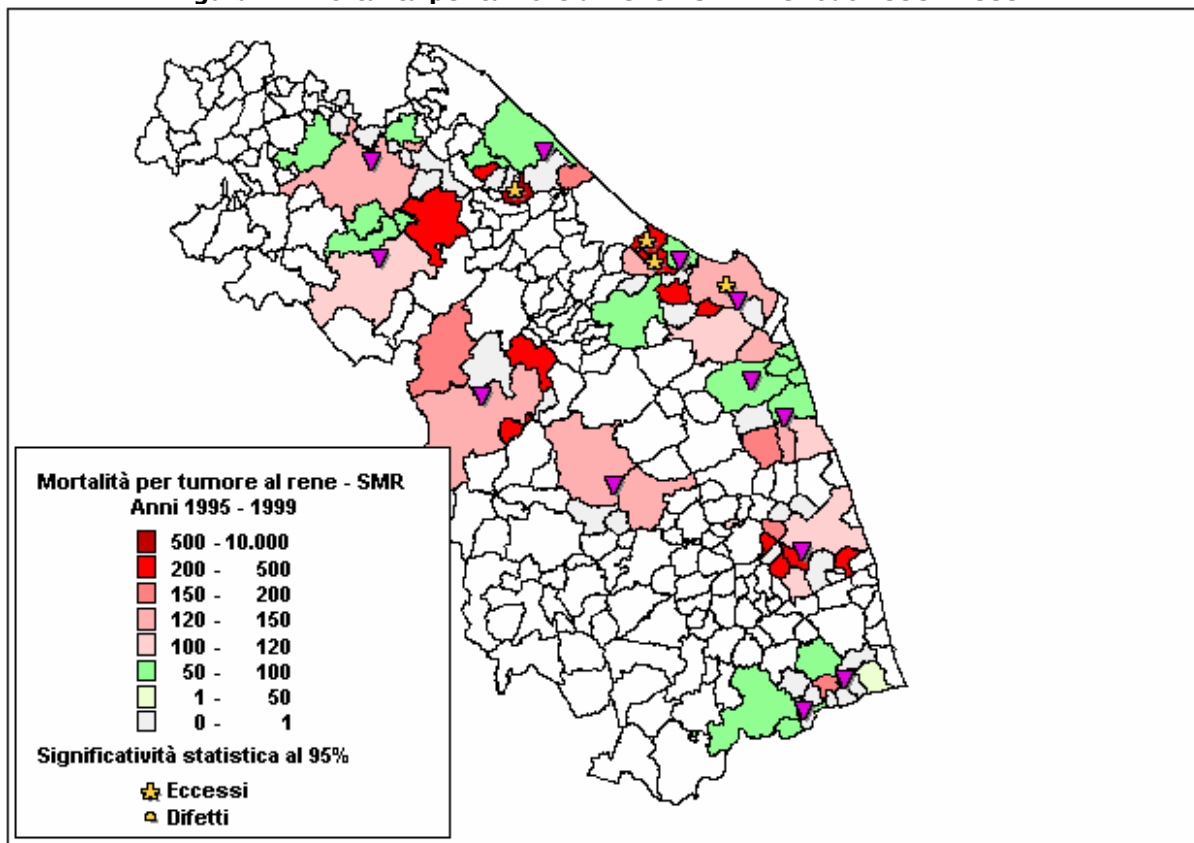 Mortalità per tumore al rene - SMR
Anni 1995 - 1999
500 - 10.000
200 - 500
150 - 200
120 - 150
100 - 120
50 - 100
1 - 50
0 - 1
Significatività statistica al 95%
Eccessi
Difetti